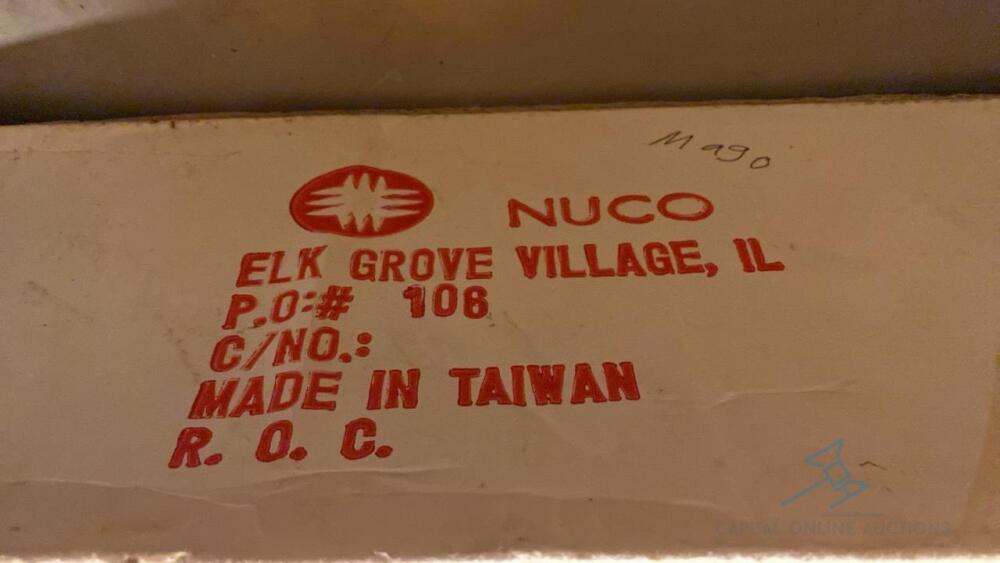 Mago
NUCO
ELK GROVE VILLAGE, IL
P.O:# 106
C/NO.:
MADE IN TAIWAN
R. O. C.
CAPITAL ONLINE AUCTIONS